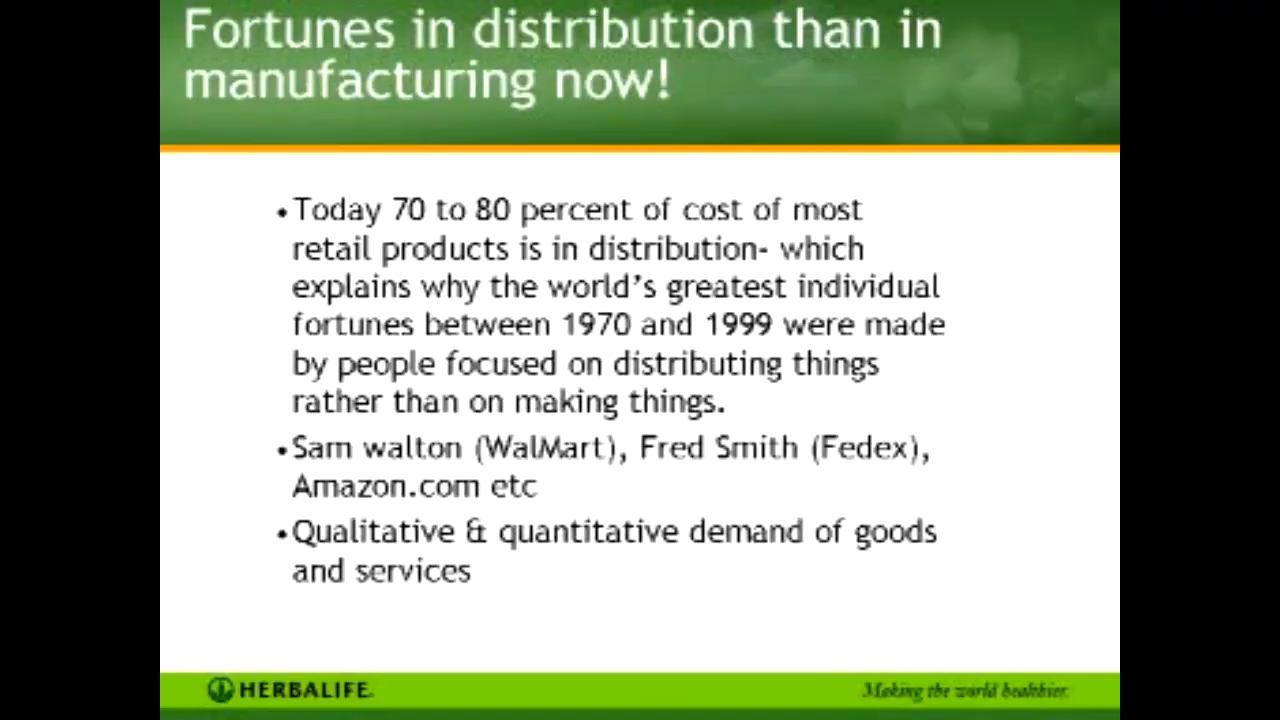 Fortunes in distribution than in
manufacturing now!
•Today 70 to 80 percent of cost of most
retail products is in distribution- which
explains why the world's greatest individual
fortunes between 1970 and 1999 were made
by people focused on distributing things
rather than on making things.
•Sam walton (WalMart), Fred Smith (Fedex),
Amazon.com etc
•Qualitative & quantitative demand of goods
and services
HERBALIFE.
Making the world healthier.